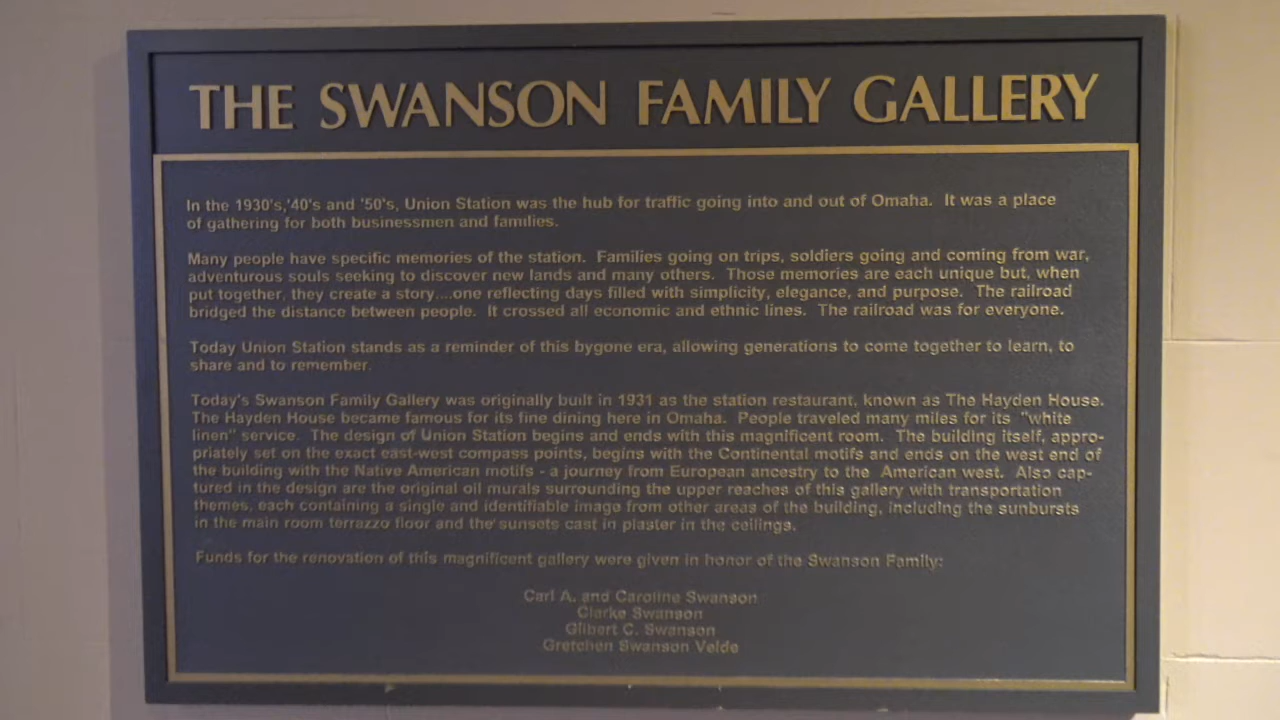 THE SWANSON FAMILY GALLERY
In the 1930's,'40's and '50's, Union Station was the hub for traffic going into and out of Omaha. It was a place
of gathering for both businessmen and families.
Many people have specific memories of the station. Families going on trips, soldiers going and coming from war,
adventurous souls seeking to discover new lands and many others. Those memories are each unique but, when
put together, they create a story....one reflecting days filled with simplicity, elegance, and purpose. The railroad
bridged the distance between people. It crossed all economic and ethnic lines. The railroad was for everyone.
Today Union Station stands as a reminder of this bygone era, allowing generations to come together to learn, to
share and to remember.
Today's Swanson Family Gallery was originally built in 1931 as the station restaurant, known as The Hayden House.
The Hayden House became famous for its fine dining here in Omaha. People traveled many miles for its "white
linen" service. The design of Union Station begins and ends with this magnificent room. The building itself, appro-
priately set on the exact east-west compass points, begins with the Continental motifs and ends on the west end of
the building with the Native American motifs - a journey from European ancestry to the American west. Also cap-
tured in the design are the original oil murals surrounding the upper reaches of this gallery with transportation
themes, each containing a single and identifiable image from other areas of the building, including the sunbursts
in the main room terrazzo floor and the sunsets cast in plaster in the ceilings.
Funds for the renovation of this magnificent gallery were given in honor of the Swanson Family:
Carl A. and Caroline Swanson
Clarke Swanson
Gilbert C. Swanson
Gretchen Swanson Velde